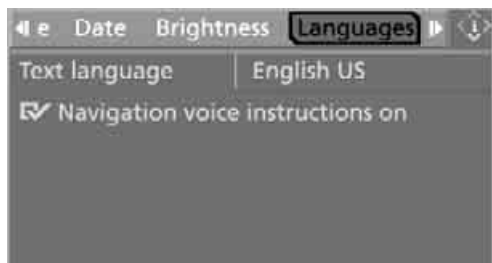 e Date Brightness Languages
Text language English US
Navigation voice instructions on